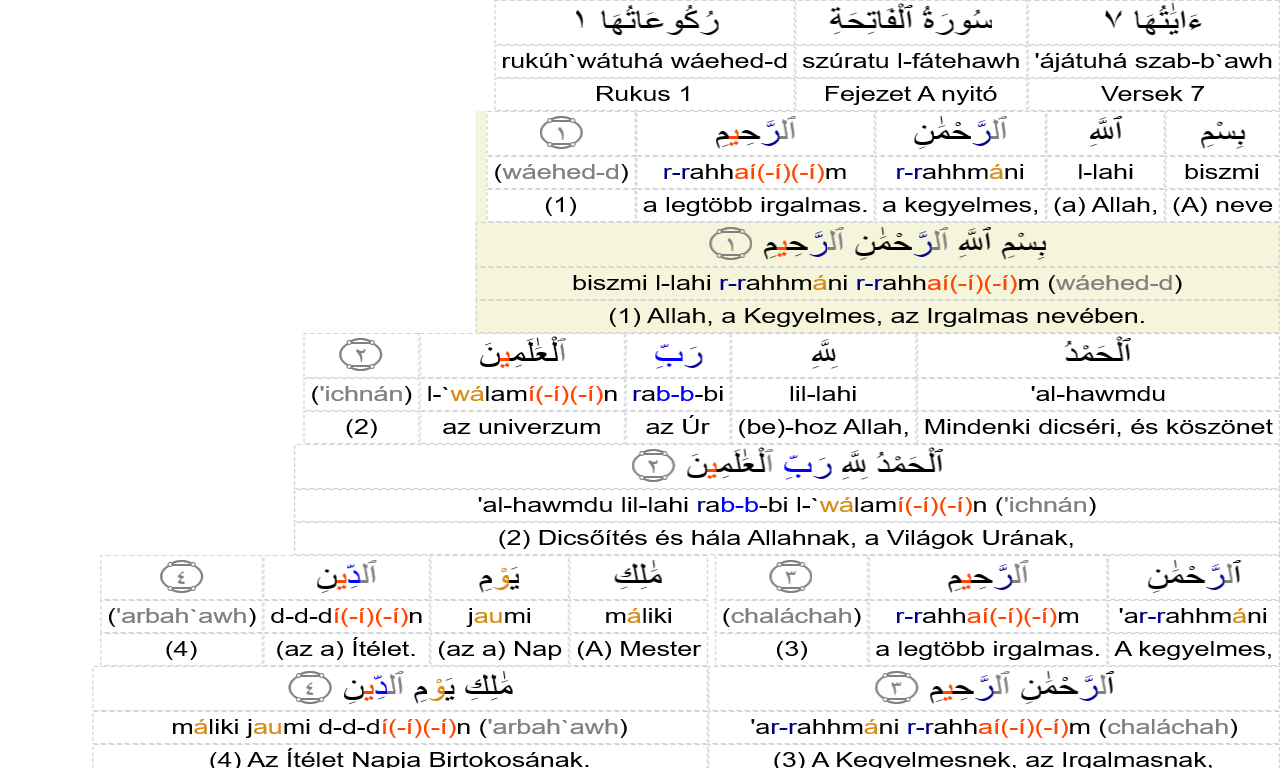 ءَايَٰتُهَا ٧ سُورَةُ ٱلْفَاتِحَةِ رُكُوعَاتُهَا ١
'ájátuhá szab-b`awh szúratu l-fátehawh rukúh`wátuhá wáehed-d
Versek 7 Fejezet A nyitó Rukus 1
بِسْمِ ٱللَّهِ ٱلرَّحْمَٰنِ ٱلرَّحِيمِ ١
biszmi l-lahi r-rahhmáni r-rahhaí(-í)(-í)m (wáehed-d)
(A) neve (a) Allah, a kegyelmes, a legtöbb irgalmas. (1)
بِسْمِ ٱللَّهِ ٱلرَّحْمَٰنِ ٱلرَّحِيمِ ١
biszmi l-lahi r-rahhmáni r-rahhaí(-í)(-í)m (wáehed-d)
(1) Allah, a Kegyelmes, az Irgalmas nevében.
ٱلْحَمْدُ لِلَّهِ رَبِّ ٱلْعَٰلَمِينَ ٢
'al-hawmdu lil-lahi rab-b-bi l-`wálamí(-í)(-í)n ('ichnán)
Mindenki dicséri, és köszönet (be)-hoz Allah, az Úr az univerzum (2)
ٱلْحَمْدُ لِلَّهِ رَبِّ ٱلْعَٰلَمِينَ ٢
'al-hawmdu lil-lahi rab-b-bi l-`wálamí(-í)(-í)n ('ichnán)
(2) Dicsőítés és hála Allahnak, a Világok Urának,
ٱلرَّحْمَٰنِ ٱلرَّحِيمِ ٣ مَٰلِكِ يَوْمِ ٱلدِّينِ ٤
'ar-rahhmáni r-rahhaí(-í)(-í)m (chaláchah) máliki jaumi d-d-dí(-í)(-í)n ('arbah`awh)
A kegyelmes, a legtöbb irgalmas. (3) (A) Mester (az a) Nap (az a) Ítélet. (4)
ٱلرَّحْمَٰنِ ٱلرَّحِيمِ ٣ مَٰلِكِ يَوْمِ ٱلدِّينِ ٤
'ar-rahhmáni r-rahhaí(-í)(-í)m (chaláchah) máliki jaumi d-d-dí(-í)(-í)n ('arbah`awh)
(3) A Kegyelmesnek, az Irgalmasnak, (4) Az Ítélet Napja Birtokosának.